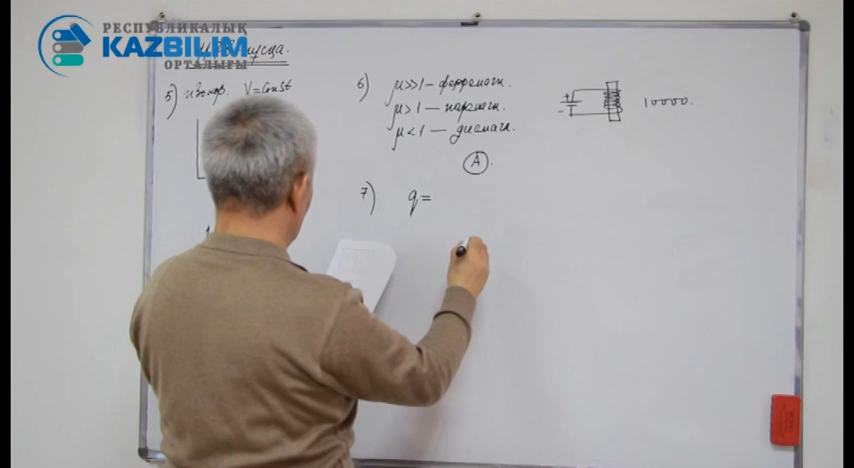 РЕСПУБЛИКАЛЫҚ
KAZBILIM
ОРТАЛЫҒЫ
5) изохор. V=Const
6) μ>>1 – ферромагн.
μ>1 — парамагн.
μ<1 — диамагн.
A.
+
-
10000.
7) q=